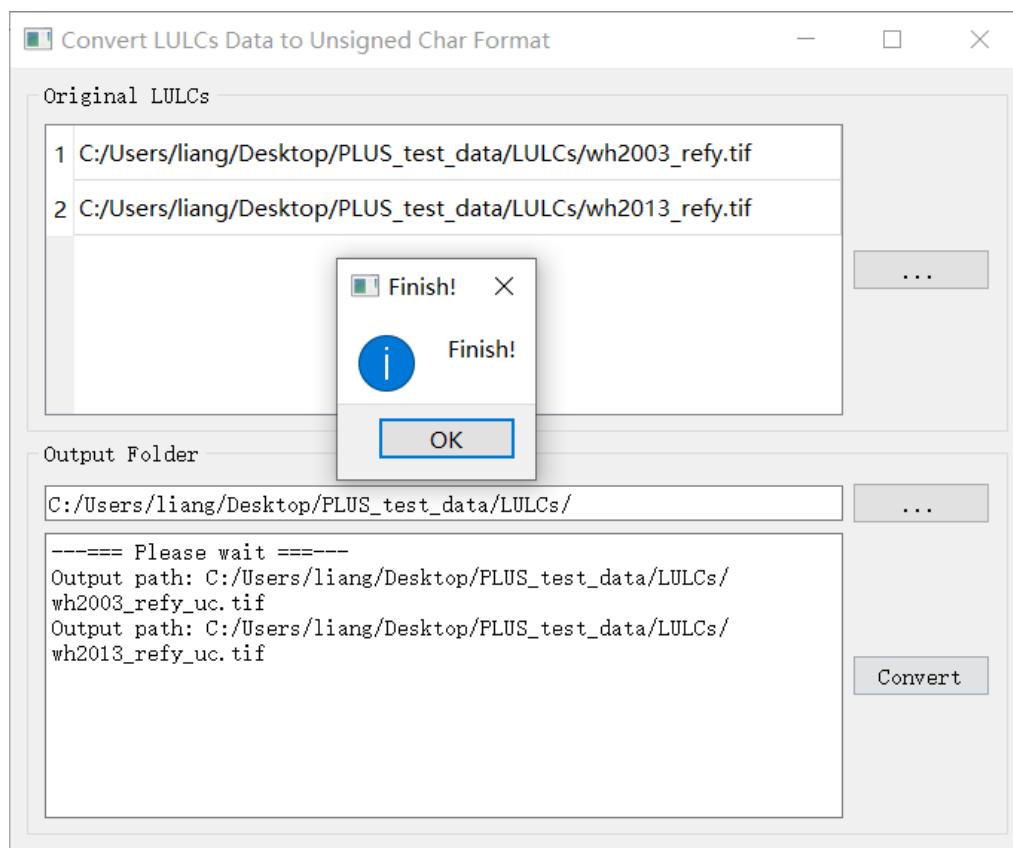 Convert LULCs Data to Unsigned Char Format
Original LULCs
1 C:/Users/liang/Desktop/PLUS_test_data/LULCs/wh2003_refy.tif
2 C:/Users/liang/Desktop/PLUS_test_data/LULCs/wh2013_refy.tif
...
Finish!
Finish!
OK
Output Folder
C:/Users/liang/Desktop/PLUS_test_data/LULCs/
...
---=== Please wait ===---
Output path: C:/Users/liang/Desktop/PLUS_test_data/LULCs/
wh2003_refy_uc.tif
Output path: C:/Users/liang/Desktop/PLUS_test_data/LULCs/
wh2013_refy_uc.tif
Convert